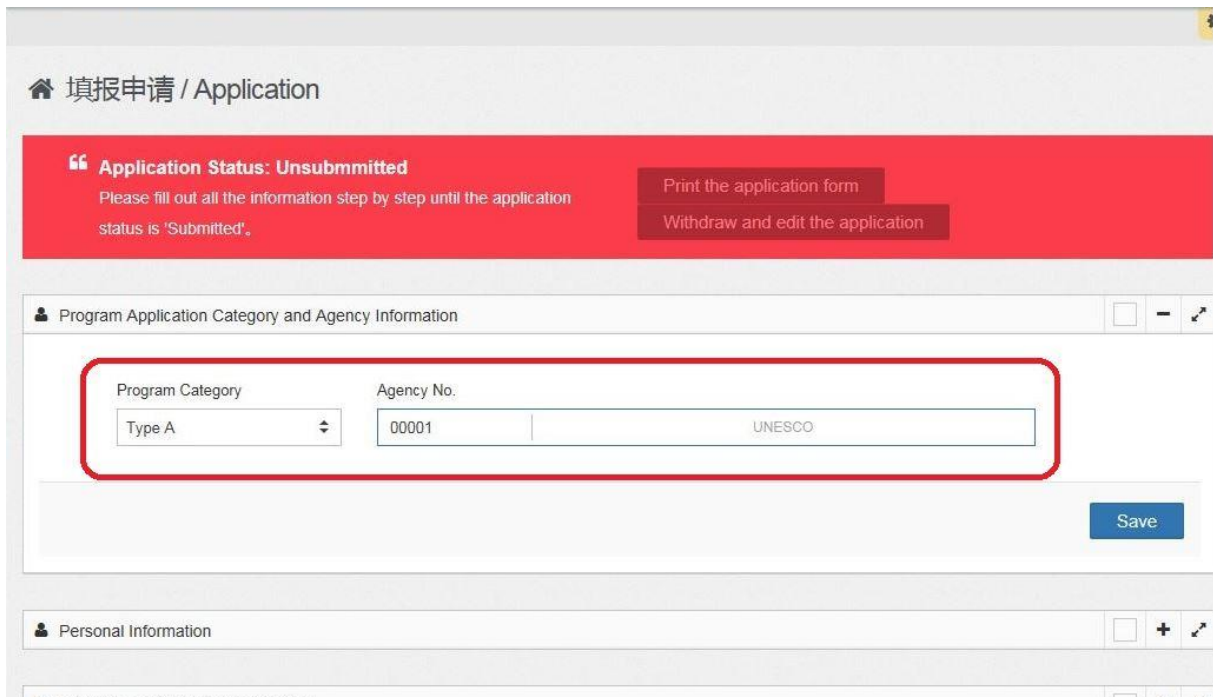 填报申请 / Application
Application Status: Unsubmmitted
Please fill out all the information step by step until the application
status is 'Submitted'。
Print the application form
Withdraw and edit the application
Program Application Category and Agency Information
Program Category
Agency No.
Type A
00001
UNESCO
Save
Personal Information